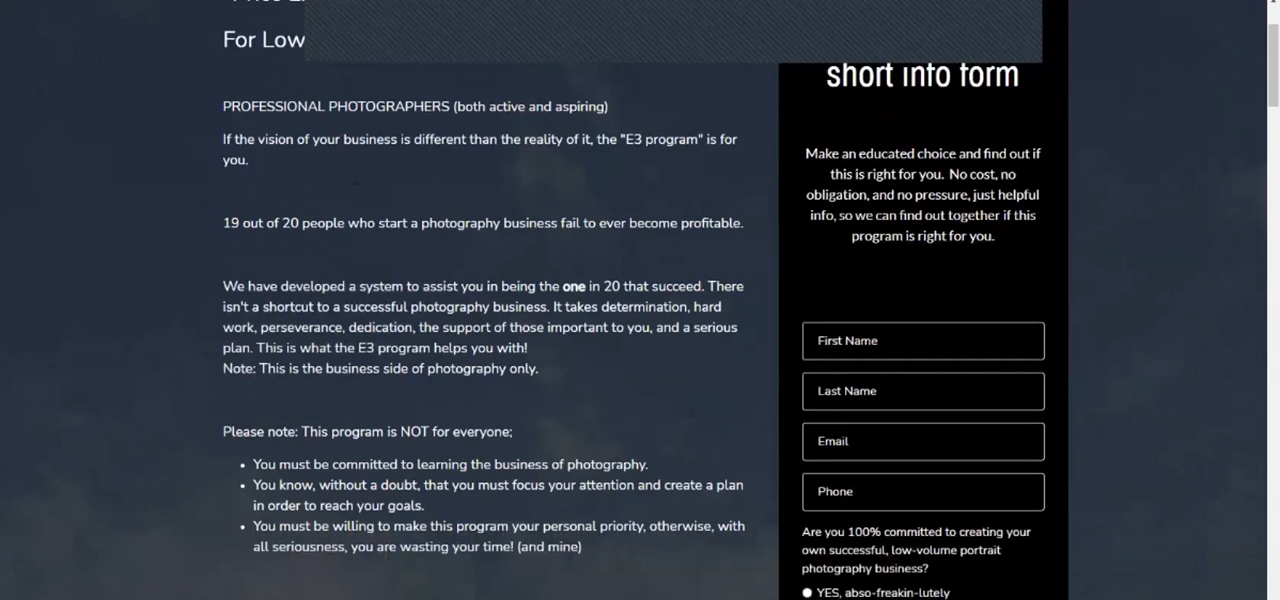 For Low
PROFESSIONAL PHOTOGRAPHERS (both active and aspiring)
If the vision of your business is different than the reality of it, the "E3 program" is for
you.
19 out of 20 people who start a photography business fail to ever become profitable.
We have developed a system to assist you in being the one in 20 that succeed. There
isn't a shortcut to a successful photography business. It takes determination, hard
work, perseverance, dedication, the support of those important to you, and a serious
plan. This is what the E3 program helps you with!
Note: This is the business side of photography only.
Please note: This program is NOT for everyone;
• You must be committed to learning the business of photography.
• You know, without a doubt, that you must focus your attention and create a plan
in order to reach your goals.
• You must be willing to make this program your personal priority, otherwise, with
all seriousness, you are wasting your time! (and mine)
short info form
Make an educated choice and find out if
this is right for you. No cost, no
obligation, and no pressure, just helpful
info, so we can find out together if this
program is right for you.
First Name
Last Name
Email
Phone
Are you 100% committed to creating your
own successful, low-volume portrait
photography business?
YES, abso-freakin-lutely